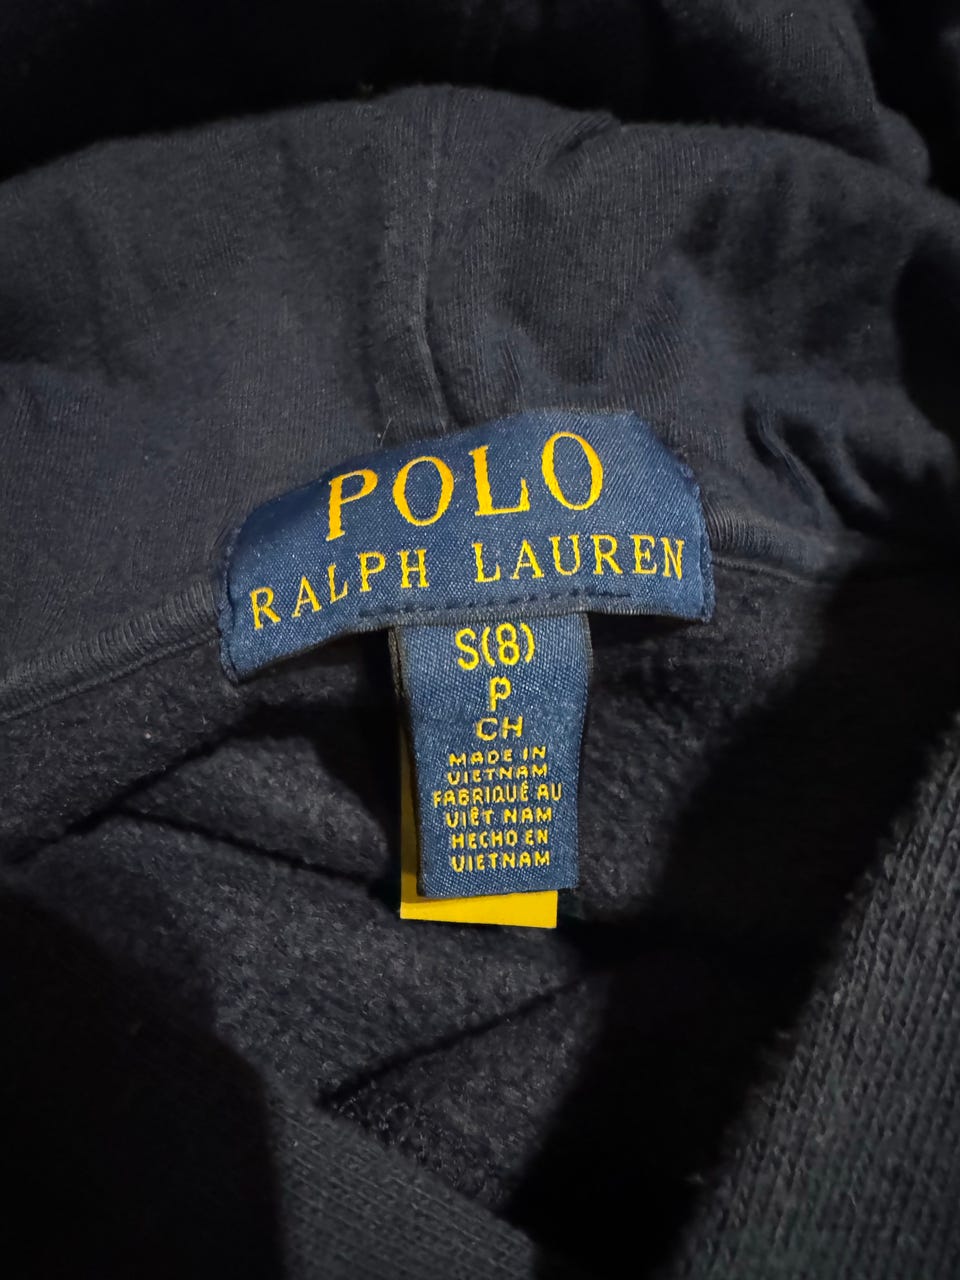 POLO
RALPH LAUREN
S(8)
P
CH
MADE IN
VIETNAM
FABRIQUÉ AU
VIÊT NAM
HECHO EN
VIETNAM